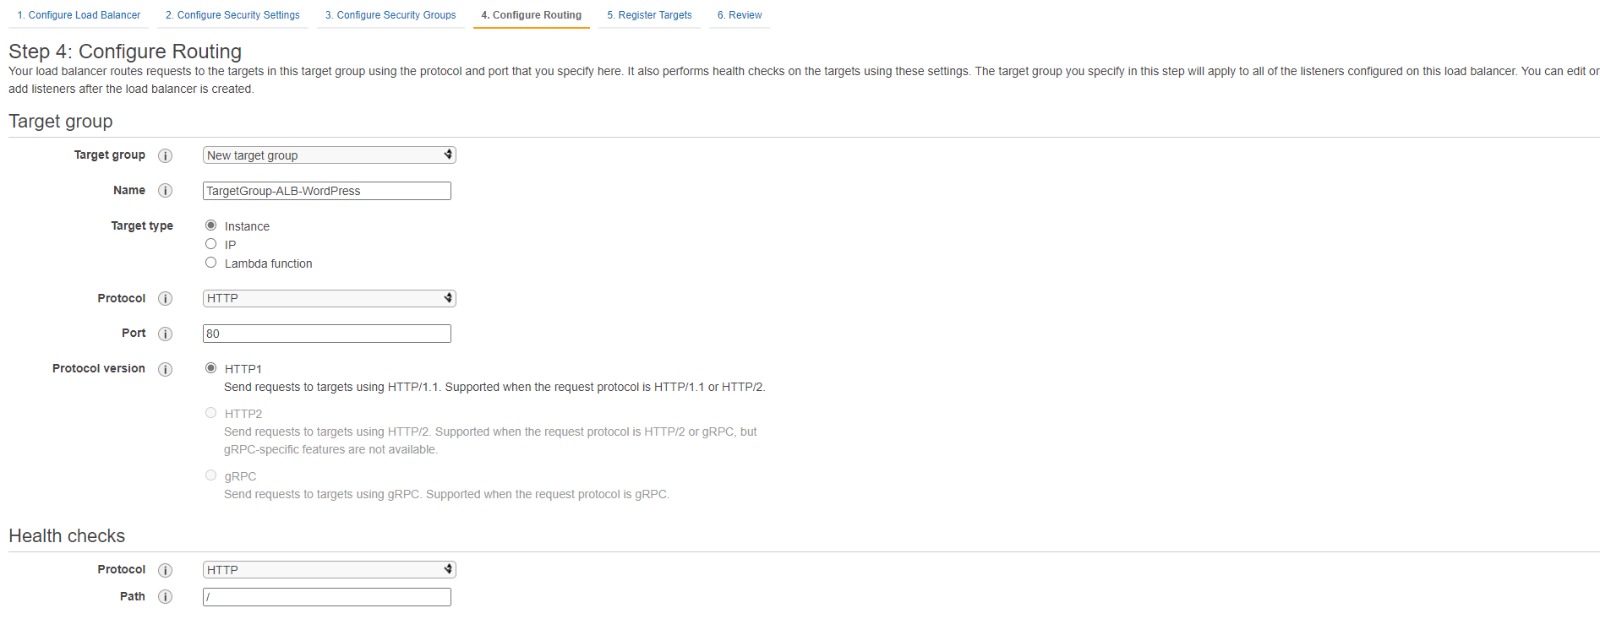 1. Configure Load Balancer 2. Configure Security Settings 3. Configure Security Groups 4. Configure Routing 5. Register Targets 6. Review
Step 4: Configure Routing
Your load balancer routes requests to the targets in this target group using the protocol and port that you specify here. It also performs health checks on the targets using these settings. The target group you specify in this step will apply to all of the listeners configured on this load balancer. You can edit or
add listeners after the load balancer is created.
Target group
Target group i New target group
Name i TargetGroup-ALB-WordPress
Target type Instance
IP
Lambda function
Protocol i HTTP
Port i 80
Protocol version i HTTP1
Send requests to targets using HTTP/1.1. Supported when the request protocol is HTTP/1.1 or HTTP/2.
HTTP2
Send requests to targets using HTTP/2. Supported when the request protocol is HTTP/2 or gRPC, but
gRPC-specific features are not available.
gRPC
Send requests to targets using gRPC. Supported when the request protocol is gRPC.
Health checks
Protocol i HTTP
Path i /